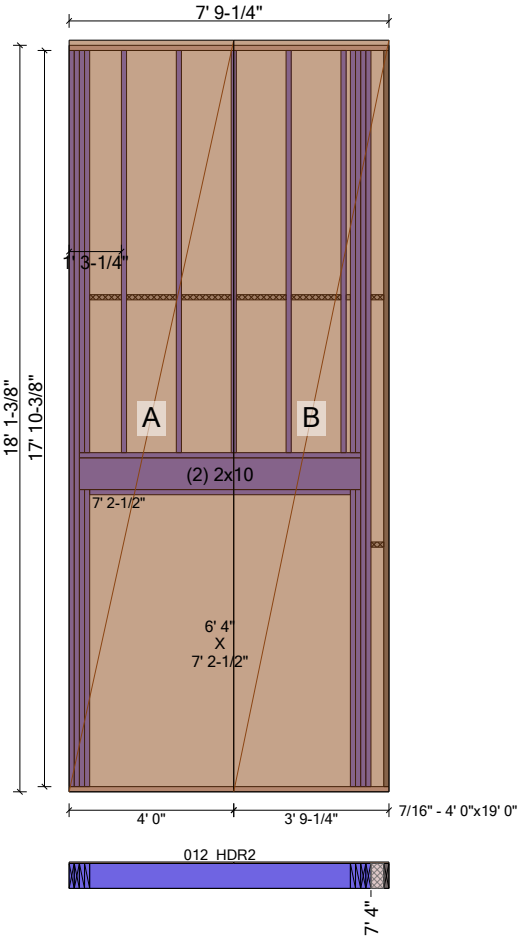 7' 9-1/4"
1' 3-1/4"
18' 1-3/8"
17' 10-3/8"
A
B
(2) 2x10
7' 2-1/2"
6' 4"
X
7' 2-1/2"
4' 0"
3' 9-1/4"
7/16" - 4' 0"x19' 0"
012 HDR2
7' 4"